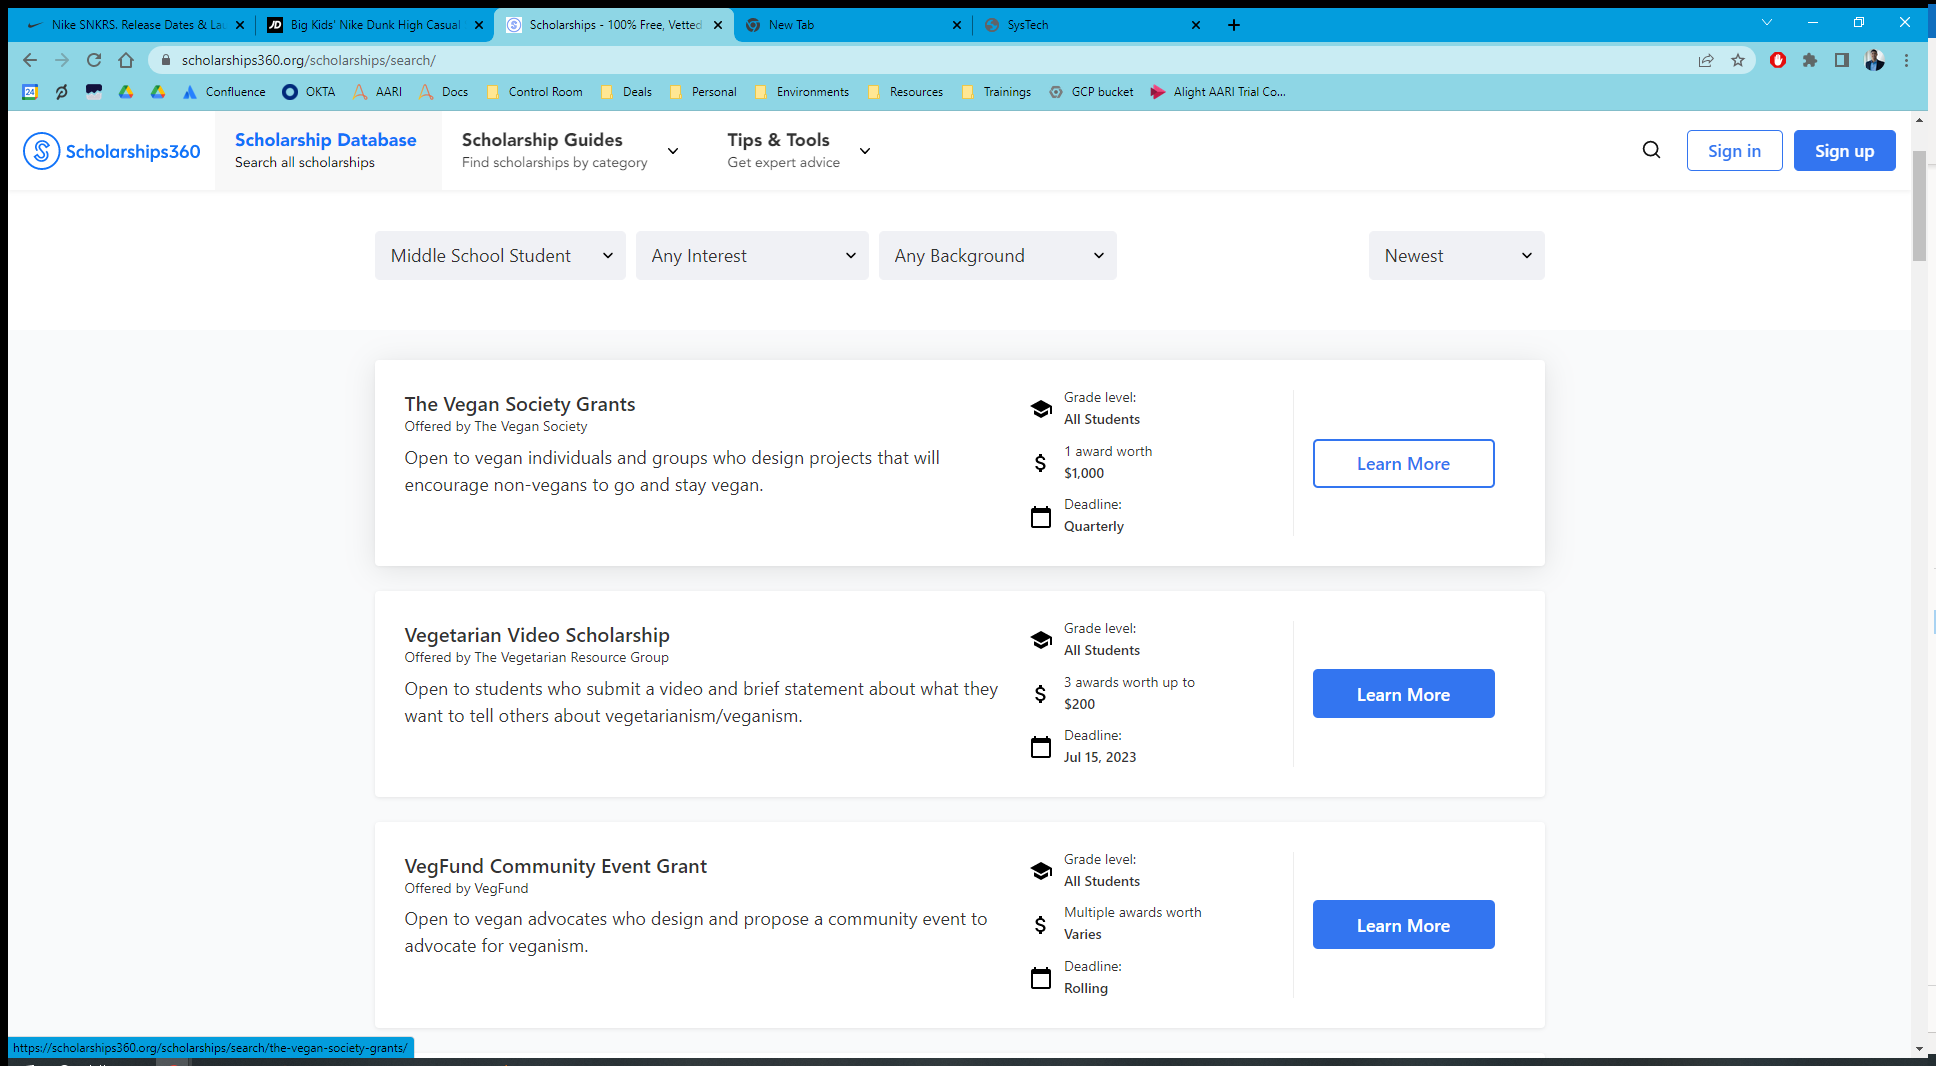 Nike SNKRS. Release Dates & La
Big Kids' Nike Dunk High Casual
Scholarships - 100% Free, Vetted
New Tab
SysTech
scholarships360.org/scholarships/search/
24
Confluence
OKTA
AARI
Docs
Control Room
Deals
Personal
Environments
Resources
Trainings
GCP bucket
Alight AARI Trial Co...
Scholarships360
Scholarship Database
Search all scholarships
Scholarship Guides
Find scholarships by category
Tips & Tools
Get expert advice
Sign in
Sign up
Middle School Student
Any Interest
Any Background
Newest
The Vegan Society Grants
Offered by The Vegan Society
Open to vegan individuals and groups who design projects that will
encourage non-vegans to go and stay vegan.
Grade level:
All Students
1 award worth
$1,000
Deadline:
Quarterly
Learn More
Vegetarian Video Scholarship
Offered by The Vegetarian Resource Group
Open to students who submit a video and brief statement about what they
want to tell others about vegetarianism/veganism.
Grade level:
All Students
3 awards worth up to
$200
Deadline:
Jul 15, 2023
Learn More
VegFund Community Event Grant
Offered by VegFund
Open to vegan advocates who design and propose a community event to
advocate for veganism.
Grade level:
All Students
Multiple awards worth
Varies
Deadline:
Rolling
Learn More
https://scholarships360.org/scholarships/search/the-vegan-society-grants/